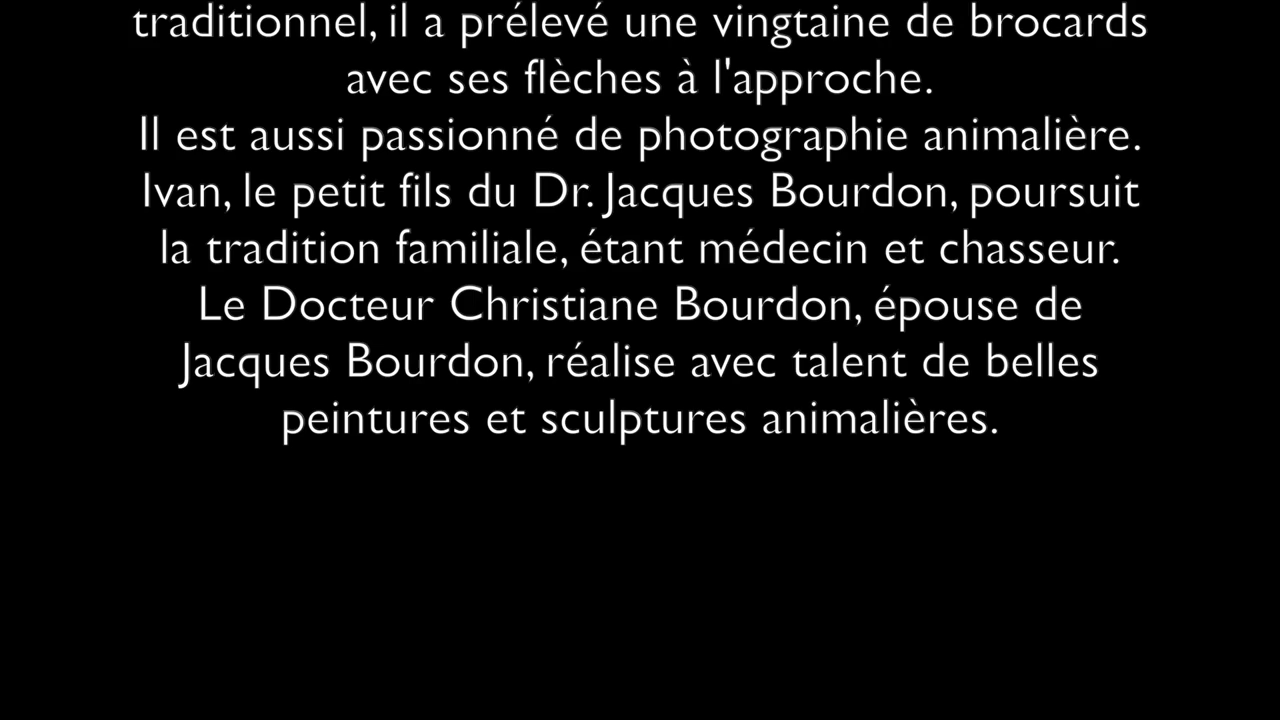 traditionnel, il a prélevé une vingtaine de brocards
avec ses flèches à l'approche.
Il est aussi passionné de photographie animalière.
Ivan, le petit fils du Dr. Jacques Bourdon, poursuit
la tradition familiale, étant médecin et chasseur.
Le Docteur Christiane Bourdon, épouse de
Jacques Bourdon, réalise avec talent de belles
peintures et sculptures animalières.